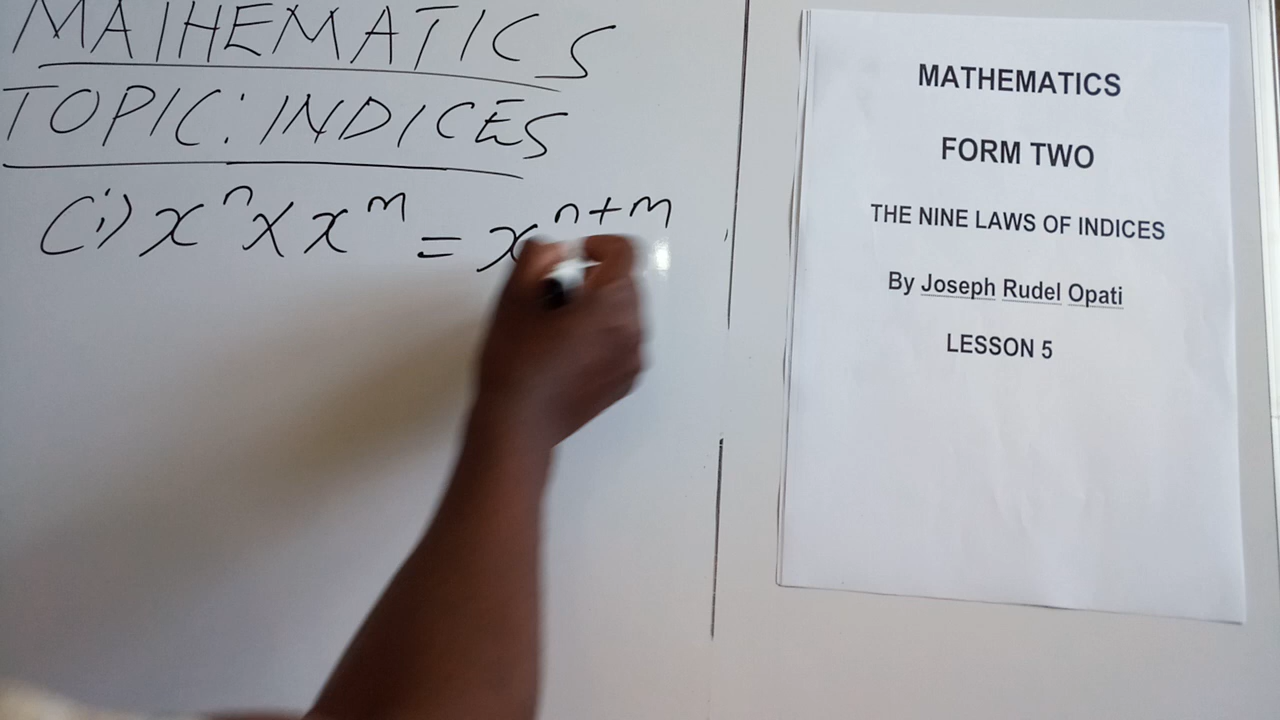 MATHEMATICS
TOPIC: INDICES
(i) xⁿ × xᵐ = xⁿ⁺ᵐ
MATHEMATICS
FORM TWO
THE NINE LAWS OF INDICES
By Joseph Rudel Opati
LESSON 5